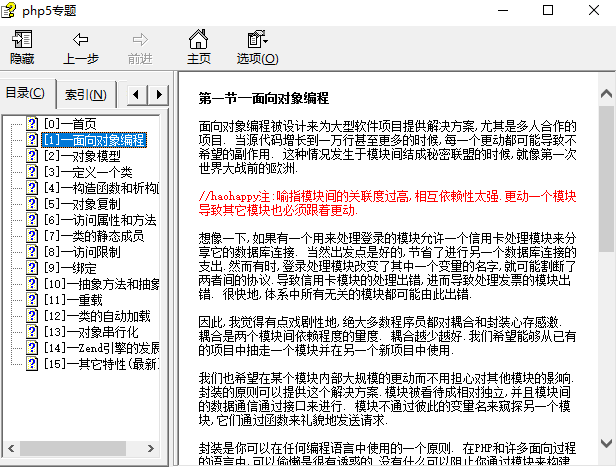 php5专题
隐藏
上一步
前进
主页
选项(O)
目录(C)
索引(N)
[0]—首页
[1]—面向对象编程
[2]—对象模型
[3]—定义一个类
[4]—构造函数和析构
[5]—对象复制
[6]—访问属性和方法
[7]—类的静态成员
[8]—访问限制
[9]—绑定
[10]—抽象方法和抽象
[11]—重载
[12]—类的自动加载
[13]—对象串行化
[14]—Zend引擎的发展
[15]—其它特性(最新
第一节—面向对象编程
面向对象编程被设计来为大型软件项目提供解决方案,尤其是多人合作的
项目. 当源代码增长到一万行甚至更多的时候,每一个更动都可能导致不
希望的副作用. 这种情况发生于模块间结成秘密联盟的时候,就像第一次
世界大战前的欧洲.
//haohappy注:喻指模块间的关联度过高,相互依赖性太强.更动一个模块
导致其它模块也必须跟着更动.
想像一下,如果有一个用来处理登录的模块允许一个信用卡处理模块来分
享它的数据库连接. 当然出发点是好的,节省了进行另一个数据库连接的
支出.然而有时,登录处理模块改变了其中一个变量的名字,就可能割断了
两者间的协议.导致信用卡模块的处理出错,进而导致处理发票的模块出
错. 很快地,体系中所有无关的模块都可能由此出错.
因此,我觉得有点戏剧性地,绝大多数程序员都对耦合和封装心存感激.
耦合是两个模块间依赖程度的量度. 耦合越少越好.我们希望能够从已有
的项目中抽走一个模块并在另一个新项目中使用.
我们也希望在某个模块内部大规模的更动而不用担心对其他模块的影响.
封装的原则可以提供这个解决方案.模块被看待成相对独立,并且模块间
的数据通信通过接口来进行. 模块不通过彼此的变量名来窥探另一个模
块,它们通过函数来礼貌地发送请求.
封装是你可以在任何编程语言中使用的一个原则. 在PHP和许多面向过程
的语言中,可以偷懒是很有诱惑的.没有什么可以阻止你通过模块来构建